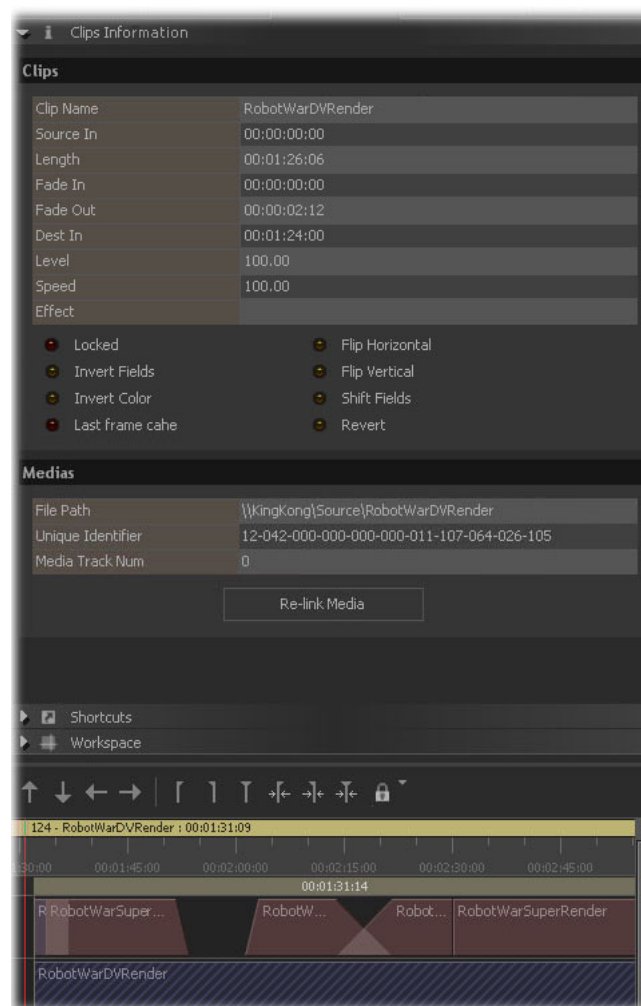 Clips Information
Clips
Clip Name RobotWarDVRender
Source In 00:00:00:00
Length 00:01:26:06
Fade In 00:00:00:00
Fade Out 00:00:02:12
Dest In 00:01:24:00
Level 100.00
Speed 100.00
Effect
Locked Flip Horizontal
Invert Fields Flip Vertical
Invert Color Shift Fields
Last frame cahe Revert
Medias
File Path \\KingKong\Source\RobotWarDVRender
Unique Identifier 12-042-000-000-000-000-011-107-064-026-105
Media Track Num 0
Re-link Media
Shortcuts
Workspace
124 - RobotWarDVRender : 00:01:31:09
:30:00 00:01:45:00 00:02:00:00 00:02:15:00 00:02:30:00 00:02:45:00
00:01:31:14
R RobotWarSuper... RobotW... Robot... RobotWarSuperRender
RobotWarDVRender